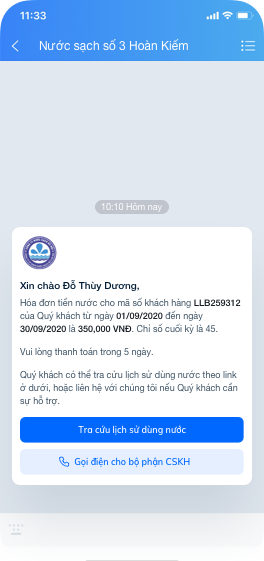 11:33
Nước sạch số 3 Hoàn Kiếm
10:10 Hôm nay
Xin chào Đỗ Thùy Dương,
Hóa đơn tiền nước cho mã số khách hàng LLB259312
của Quý khách từ ngày 01/09/2020 đến ngày
30/09/2020 là 350,000 VNĐ. Chỉ số cuối kỳ là 45.
Vui lòng thanh toán trong 5 ngày.
Quý khách có thể tra cứu lịch sử dùng nước theo link
ở dưới, hoặc liên hệ với chúng tôi nếu Quý khách cần
sự hỗ trợ.
Tra cứu lịch sử dùng nước
Gọi điện cho bộ phận CSKH